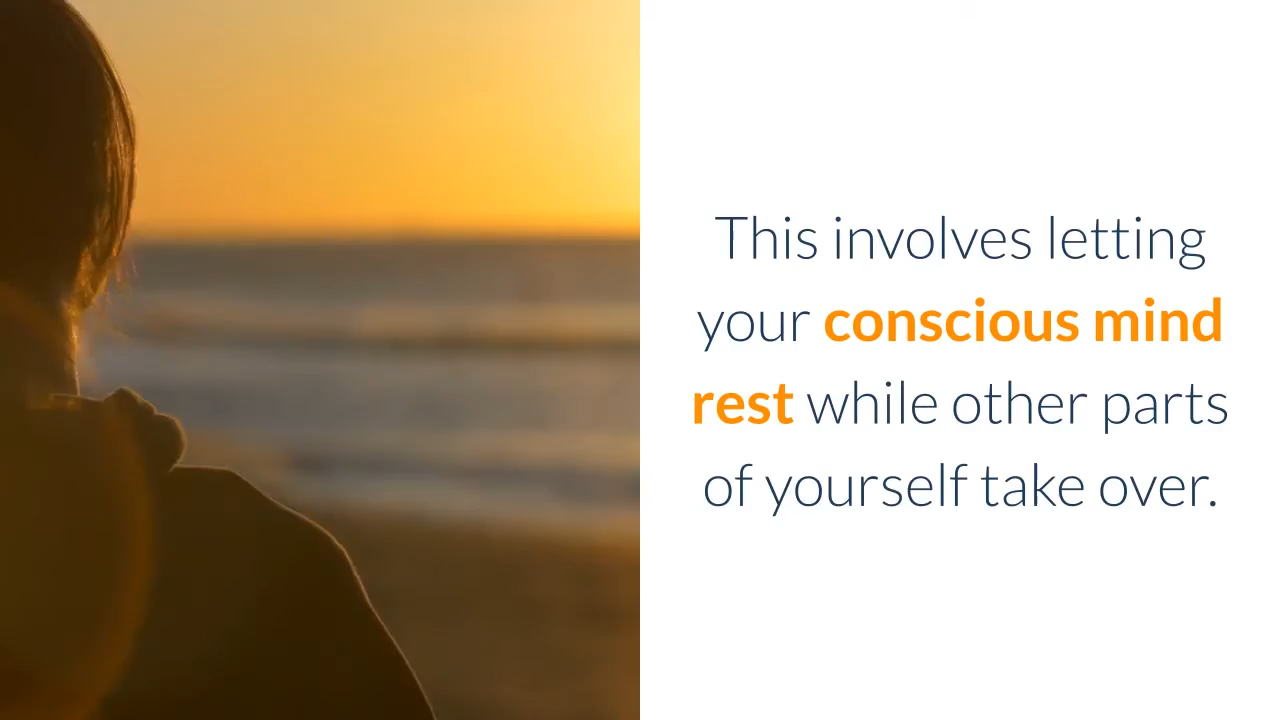 This involves letting
your conscious mind
rest while other parts
of yourself take over.